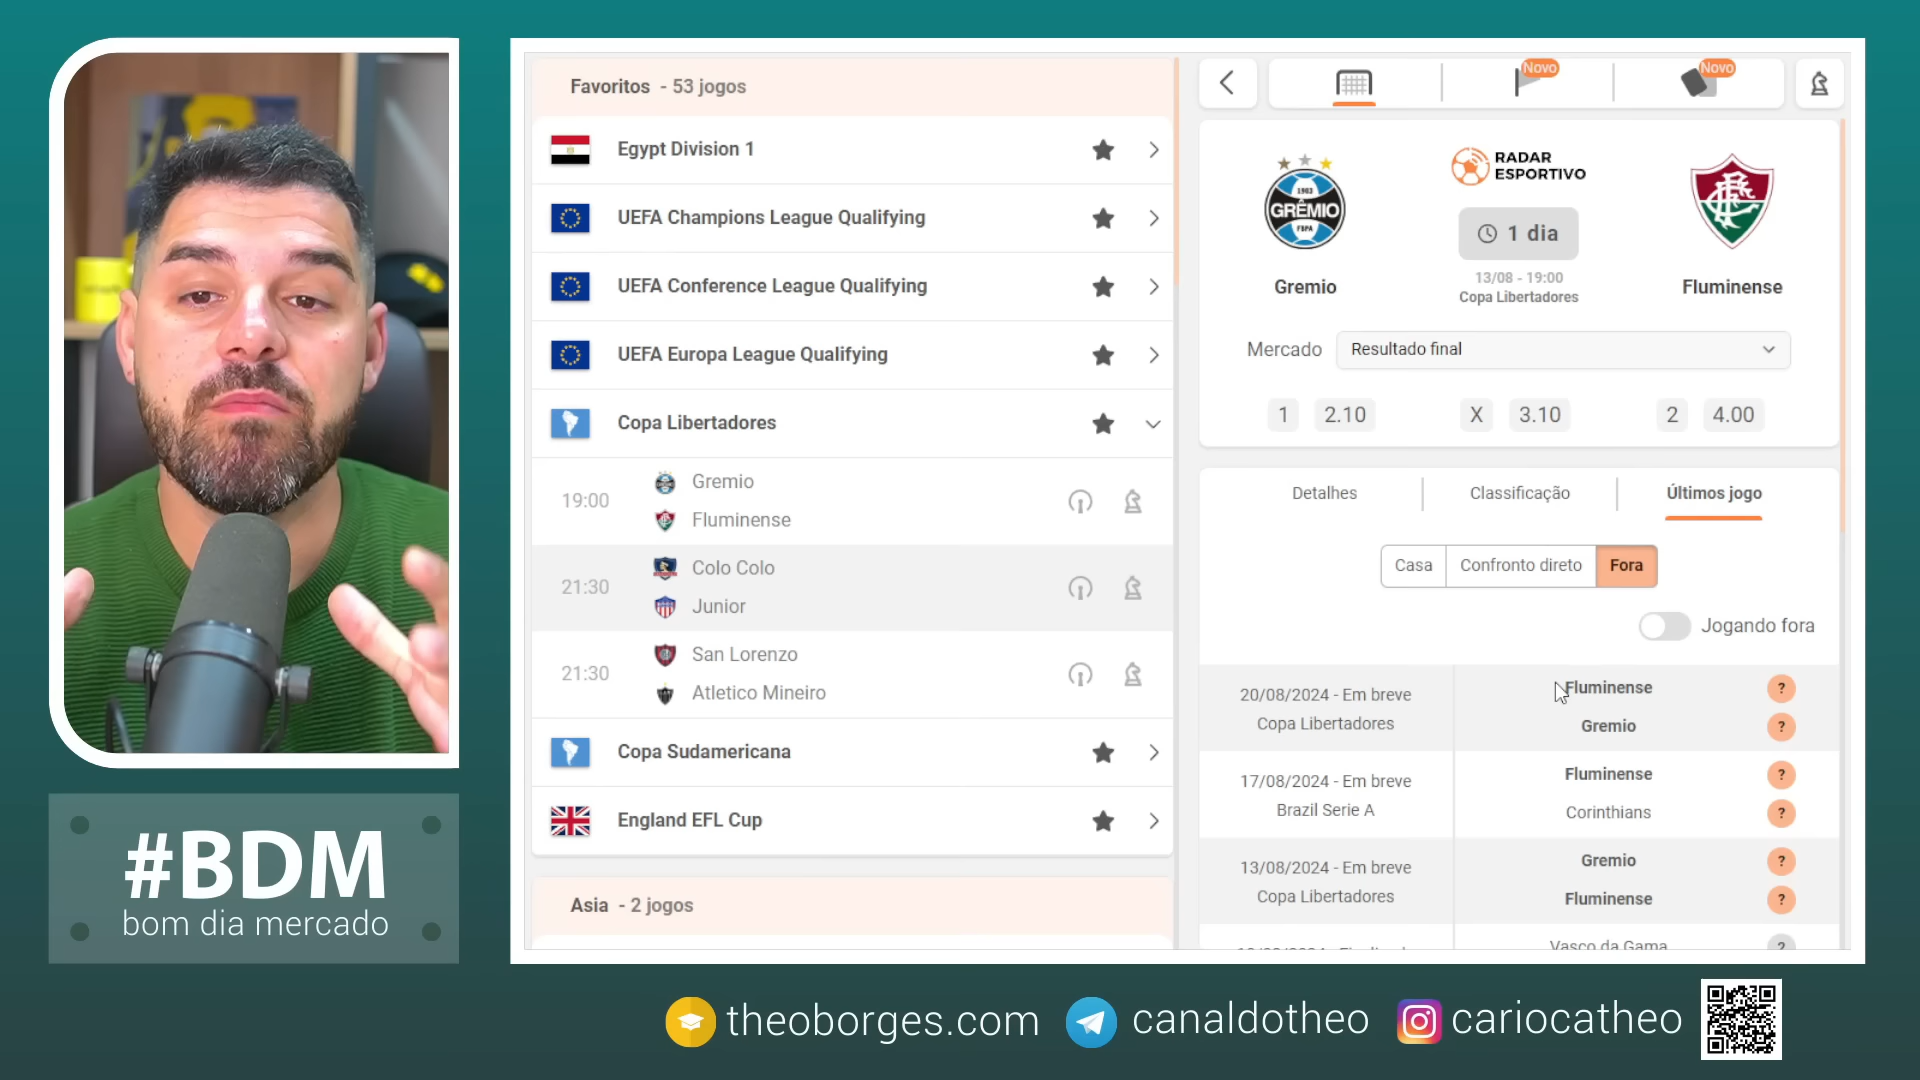 #BDM
bom dia mercado
Favoritos - 53 jogos
Egypt Division 1
UEFA Champions League Qualifying
UEFA Conference League Qualifying
UEFA Europa League Qualifying
Copa Libertadores
19:00
Gremio
Fluminense
21:30
Colo Colo
Junior
21:30
San Lorenzo
Atletico Mineiro
Copa Sudamericana
England EFL Cup
Asia - 2 jogos
Novo
Novo
1903
GRÊMIO
FBPA
RADAR
ESPORTIVO
1 dia
13/08 - 19:00
Copa Libertadores
Gremio
Fluminense
Mercado
Resultado final
1 2.10 X 3.10 2 4.00
Detalhes
Classificação
Últimos jogo
Casa
Confronto direto
Fora
Jogando fora
20/08/2024 - Em breve
Copa Libertadores
Fluminense ?
Gremio ?
17/08/2024 - Em breve
Brazil Serie A
Fluminense ?
Corinthians ?
13/08/2024 - Em breve
Copa Libertadores
Gremio ?
Fluminense ?
Vasco da Gama
theoborges.com
canaldotheo
cariocatheo